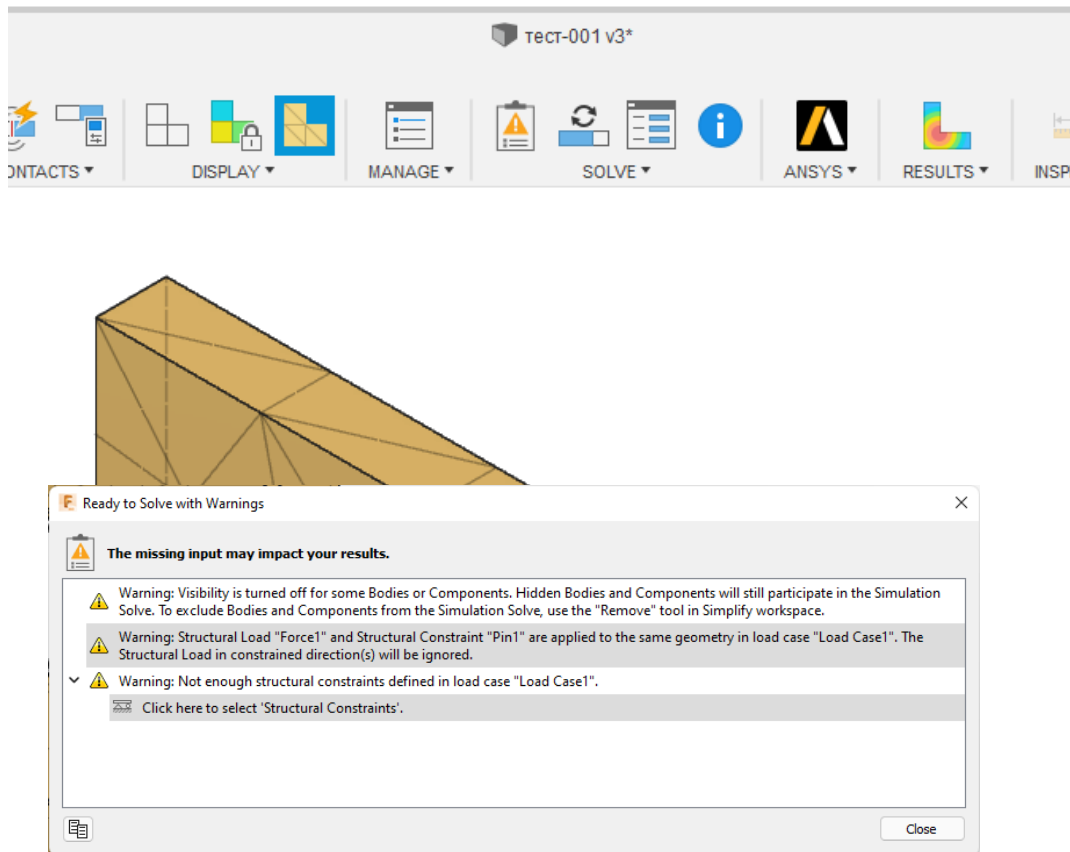 тест-001 v3*
ONTACTS
DISPLAY
MANAGE
SOLVE
ANSYS
RESULTS
INSP
Ready to Solve with Warnings
The missing input may impact your results.
Warning: Visibility is turned off for some Bodies or Components. Hidden Bodies and Components will still participate in the Simulation
Solve. To exclude Bodies and Components from the Simulation Solve, use the "Remove" tool in Simplify workspace.
Warning: Structural Load "Force1" and Structural Constraint "Pin1" are applied to the same geometry in load case "Load Case1". The
Structural Load in constrained direction(s) will be ignored.
Warning: Not enough structural constraints defined in load case "Load Case1".
Click here to select 'Structural Constraints'.
Close